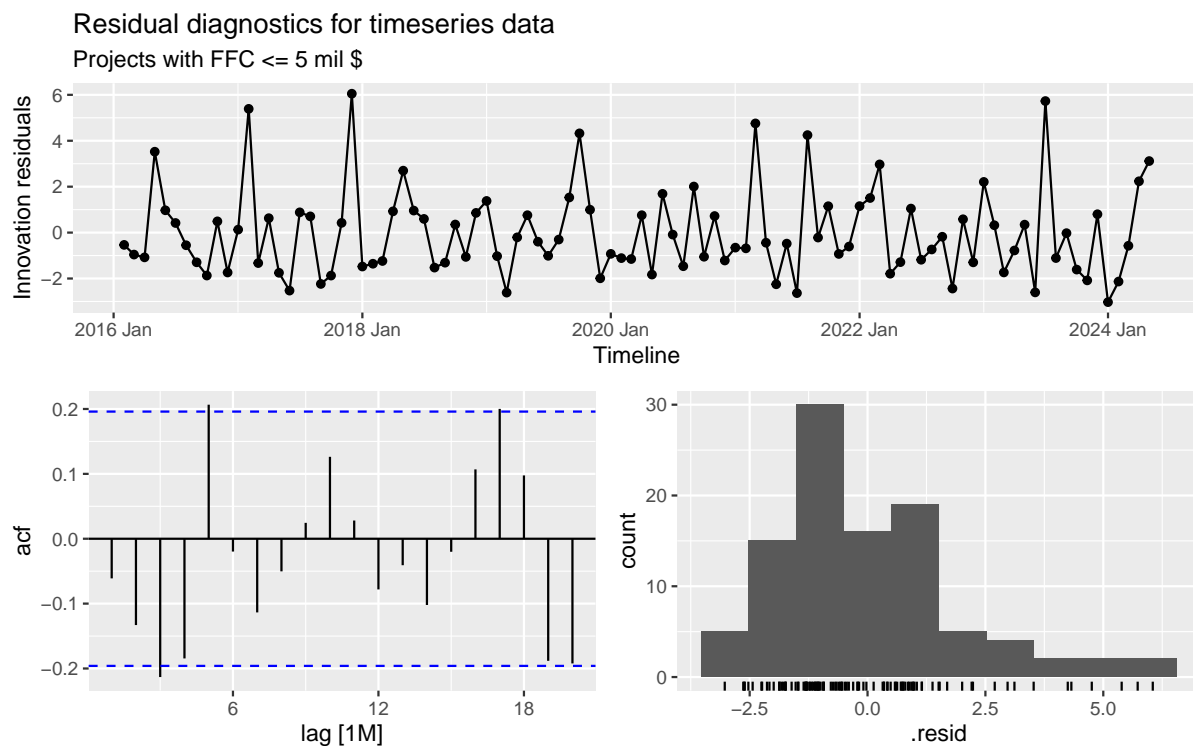 Residual diagnostics for timeseries data
Projects with FFC <= 5 mil $
Innovation residuals
6
4
2
0
−2
2016 Jan
2018 Jan
2020 Jan
2022 Jan
2024 Jan
Timeline
acf
0.2
0.1
0.0
−0.1
−0.2
6
12
18
lag [1M]
count
30
20
10
0
−2.5
0.0
2.5
5.0
.resid